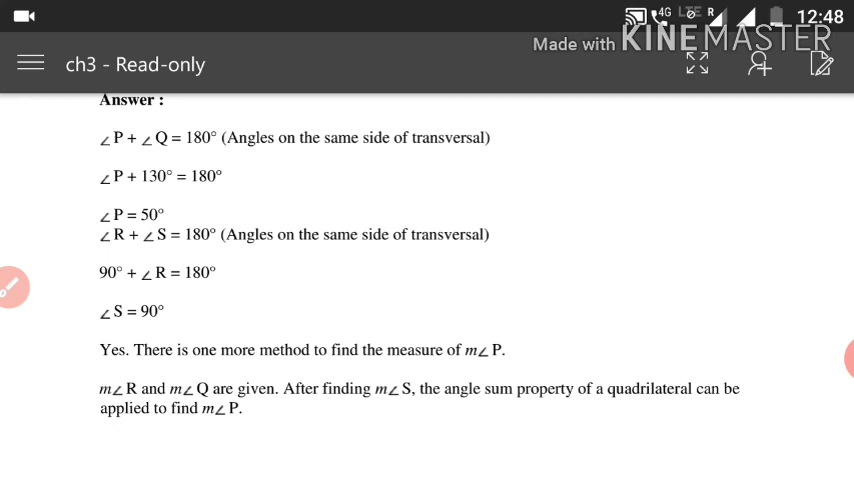 4G LTE R 12:48
Made with KINEMASTER
ch3 - Read-only
Answer :
∠P + ∠Q = 180° (Angles on the same side of transversal)
∠P + 130° = 180°
∠P = 50°
∠R + ∠S = 180° (Angles on the same side of transversal)
90° + ∠R = 180°
∠S = 90°
Yes. There is one more method to find the measure of m∠P.
m∠R and m∠Q are given. After finding m∠S, the angle sum property of a quadrilateral can be
applied to find m∠P.